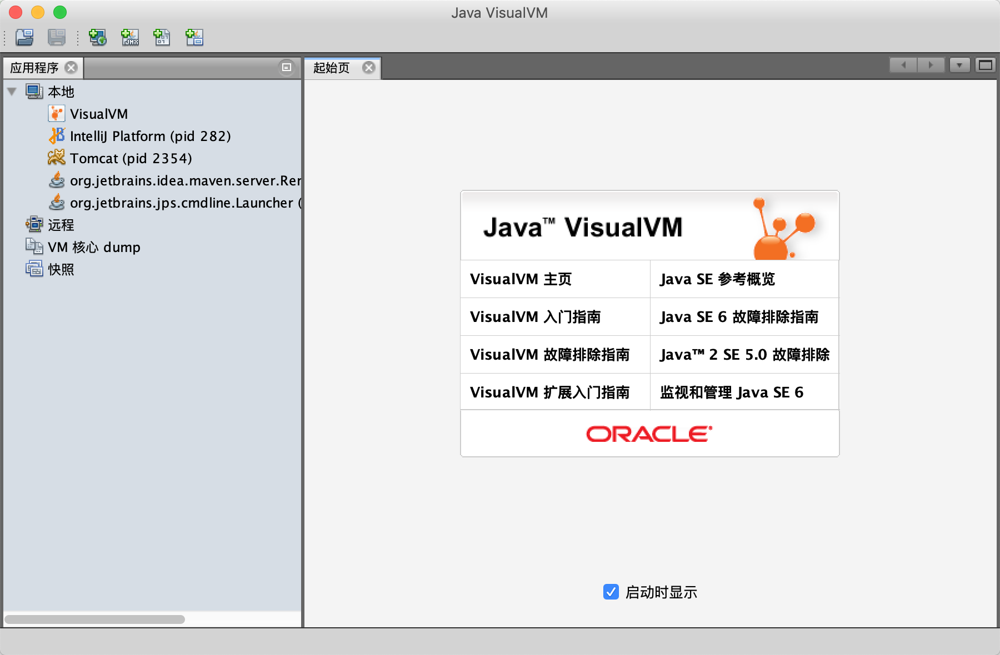 Java VisualVM
应用程序
起始页
本地
VisualVM
IntelliJ Platform (pid 282)
Tomcat (pid 2354)
org.jetbrains.idea.maven.server.Rer
org.jetbrains.jps.cmdline.Launcher (
远程
VM 核心 dump
快照
Java™ VisualVM
VisualVM 主页
Java SE 参考概览
VisualVM 入门指南
Java SE 6 故障排除指南
VisualVM 故障排除指南
Java™ 2 SE 5.0 故障排除
VisualVM 扩展入门指南
监视和管理 Java SE 6
ORACLE
启动时显示